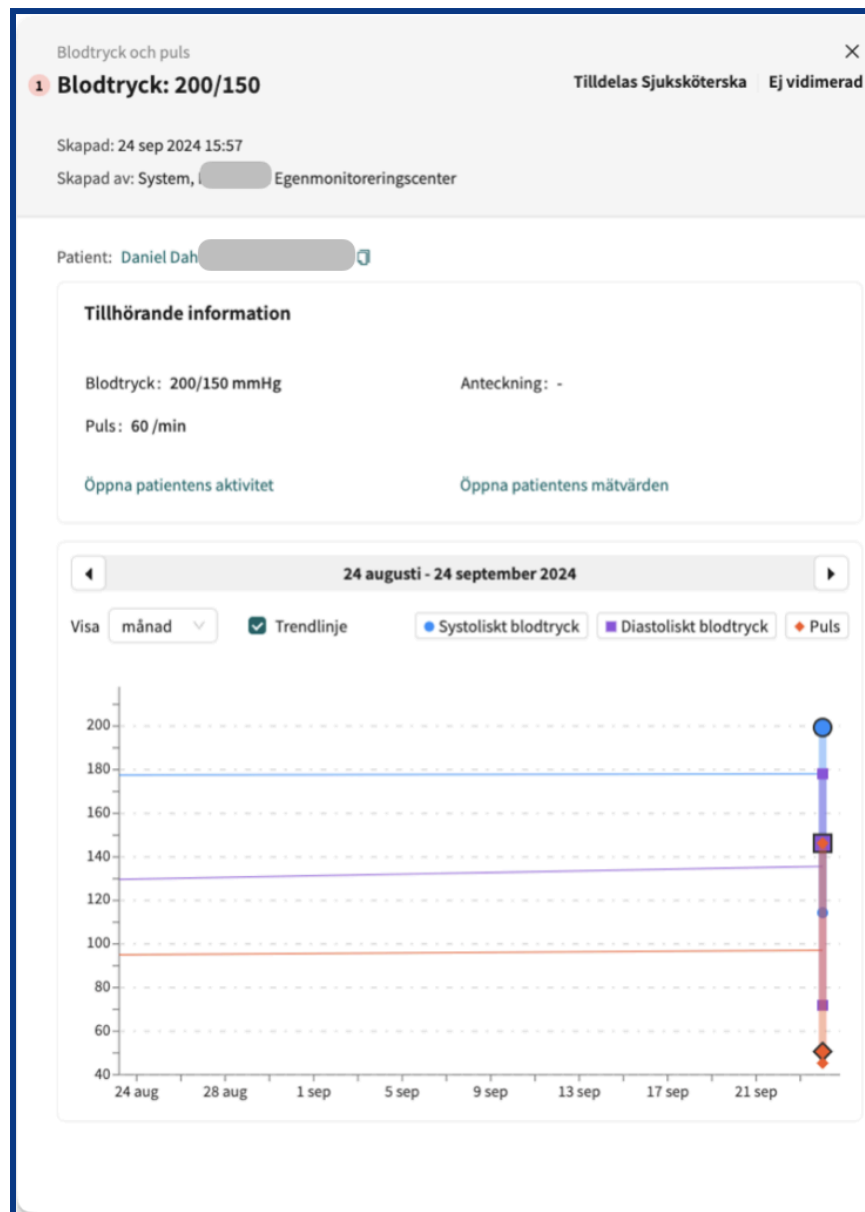 Blodtryck och puls
1 Blodtryck: 200/150
Tilldelas Sjuksköterska Ej vidimerad
Skapad: 24 sep 2024 15:57
Skapad av: System, Egenmonitoreringscenter
Patient: Daniel Dah
Tillhörande information
Blodtryck: 200/150 mmHg Anteckning: -
Puls: 60 /min
Öppna patientens aktivitet Öppna patientens mätvärden
24 augusti - 24 september 2024
Visa månad Trendlinje Systoliskt blodtryck Diastoliskt blodtryck Puls
200
180
160
140
120
100
80
60
40
24 aug 28 aug 1 sep 5 sep 9 sep 13 sep 17 sep 21 sep